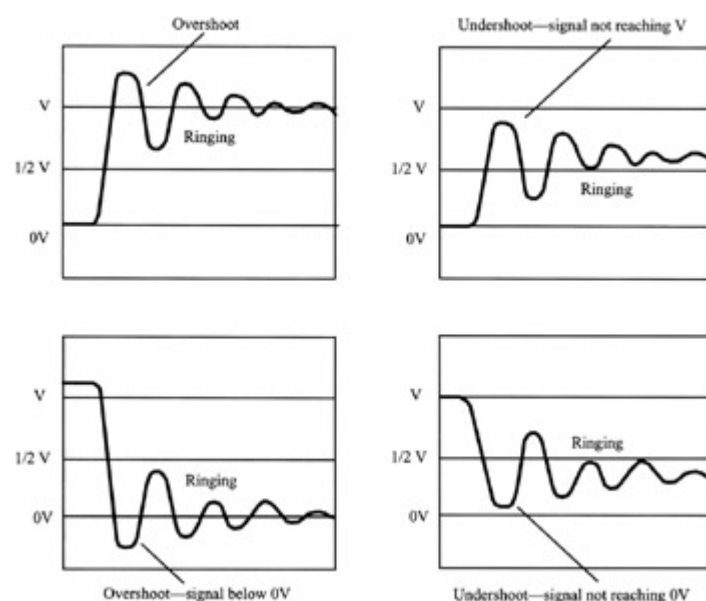 Overshoot
V
Ringing
1/2 V
0V
Undershoot—signal not reaching V
V
1/2 V
Ringing
0V
V
1/2 V
Ringing
0V
Overshoot—signal below 0V
V
1/2 V
Ringing
0V
Undershoot—signal not reaching 0V